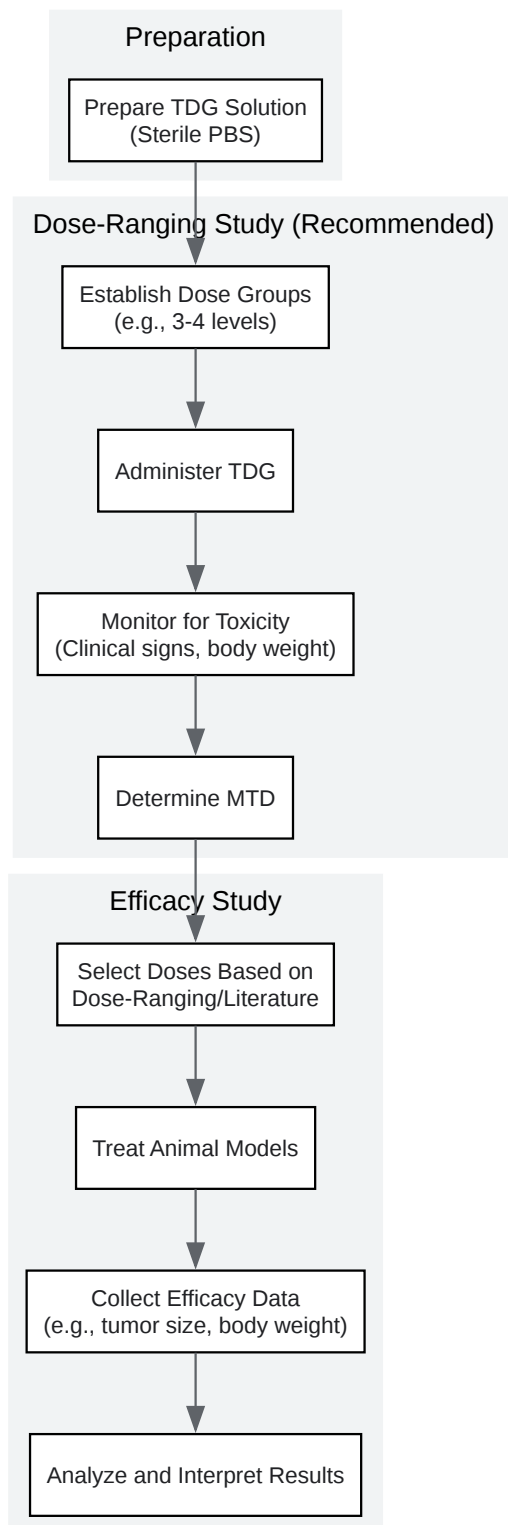 Preparation
Prepare TDG Solution
(Sterile PBS)
Dose-Ranging Study (Recommended)
Establish Dose Groups
(e.g., 3-4 levels)
Administer TDG
Monitor for Toxicity
(Clinical signs, body weight)
Determine MTD
Efficacy Study
Select Doses Based on
Dose-Ranging/Literature
Treat Animal Models
Collect Efficacy Data
(e.g., tumor size, body weight)
Analyze and Interpret Results